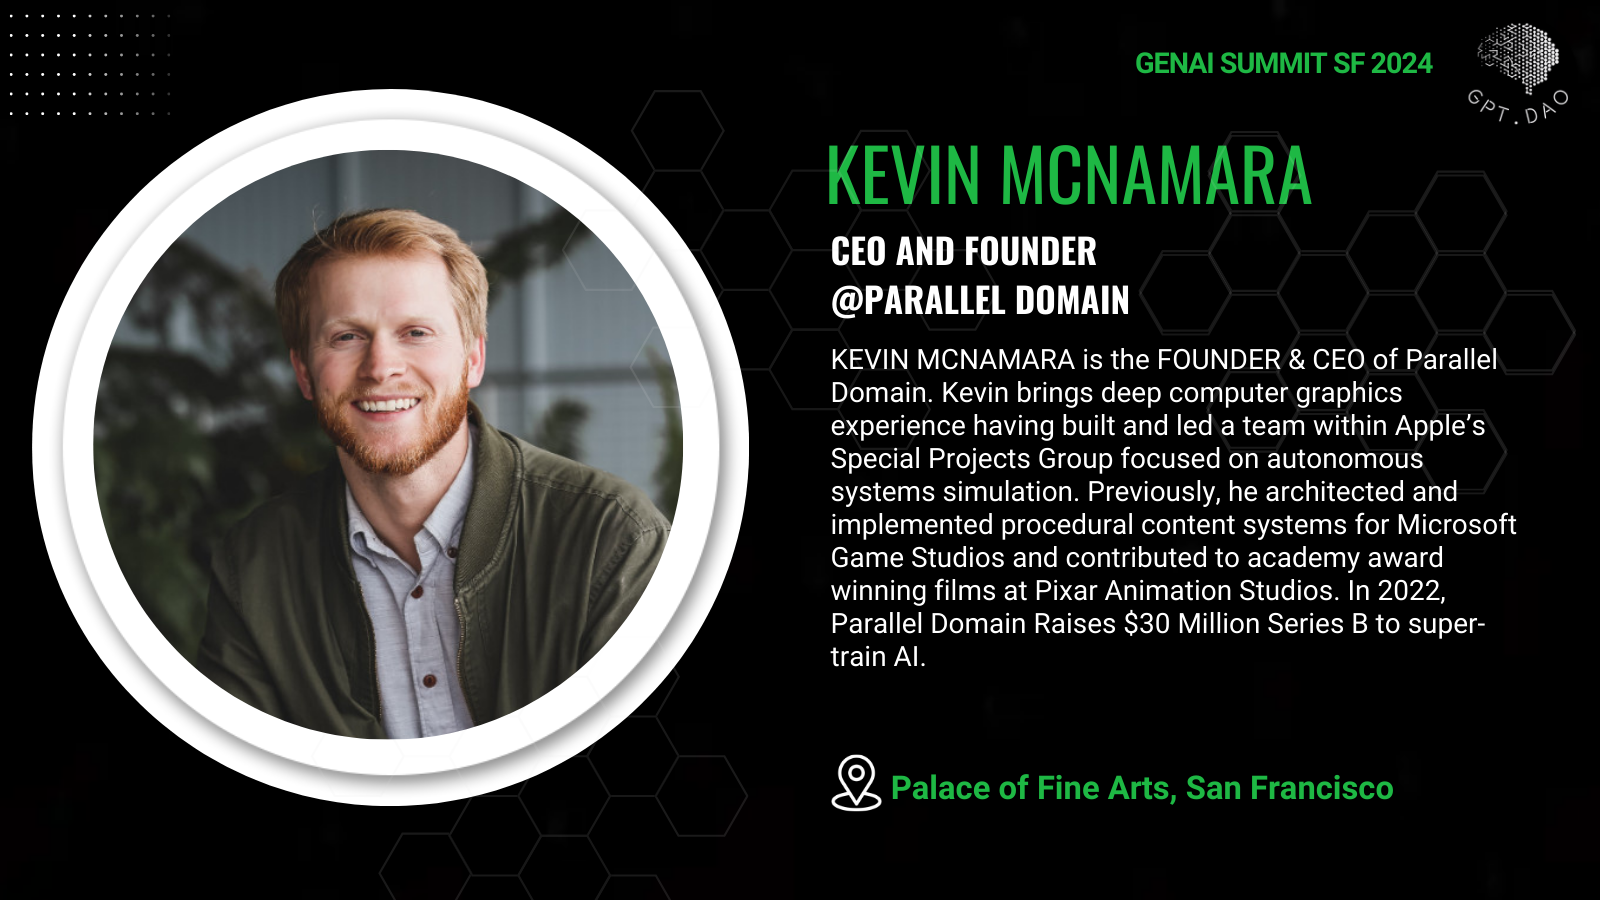 GENAI SUMMIT SF 2024
GPT.DAO
KEVIN MCNAMARA
CEO AND FOUNDER
@PARALLEL DOMAIN
KEVIN MCNAMARA is the FOUNDER & CEO of Parallel
Domain. Kevin brings deep computer graphics
experience having built and led a team within Apple’s
Special Projects Group focused on autonomous
systems simulation. Previously, he architected and
implemented procedural content systems for Microsoft
Game Studios and contributed to academy award
winning films at Pixar Animation Studios. In 2022,
Parallel Domain Raises $30 Million Series B to super-
train AI.
Palace of Fine Arts, San Francisco